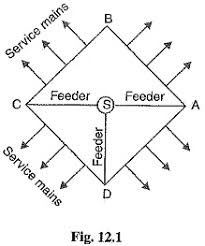 B
Service mains
Feeder
Feeder
C
S
A
Feeder
Service mains
D
Fig. 12.1